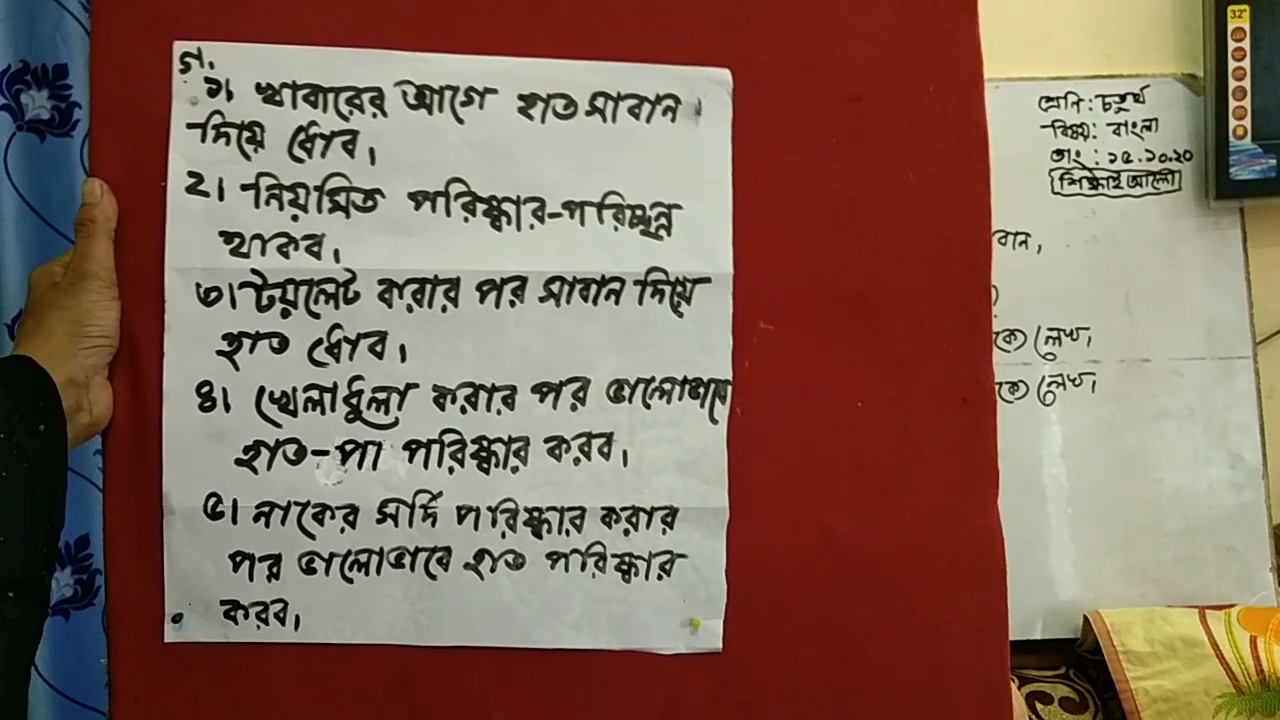 গ.
১। খাবারের আগে হাত সাবান
দিয়ে ধোব।
২। নিয়মিত পরিষ্কার-পরিচ্ছন্ন
থাকব।
৩। টয়লেট করার পর সাবান দিয়ে
হাত ধোব।
৪। খেলাধুলা করার পর ভালোভাবে
হাত-পা পরিষ্কার করব।
৫। নাকের সর্দি পরিষ্কার করার
পর ভালোভাবে হাত পরিষ্কার
করব।
শ্রেণি: চতুর্থ
বিষয়: বাংলা
তাং: ১৫.১০.২০
শিক্ষাই আলো
বান,
লেখ।
লেখ।
32°